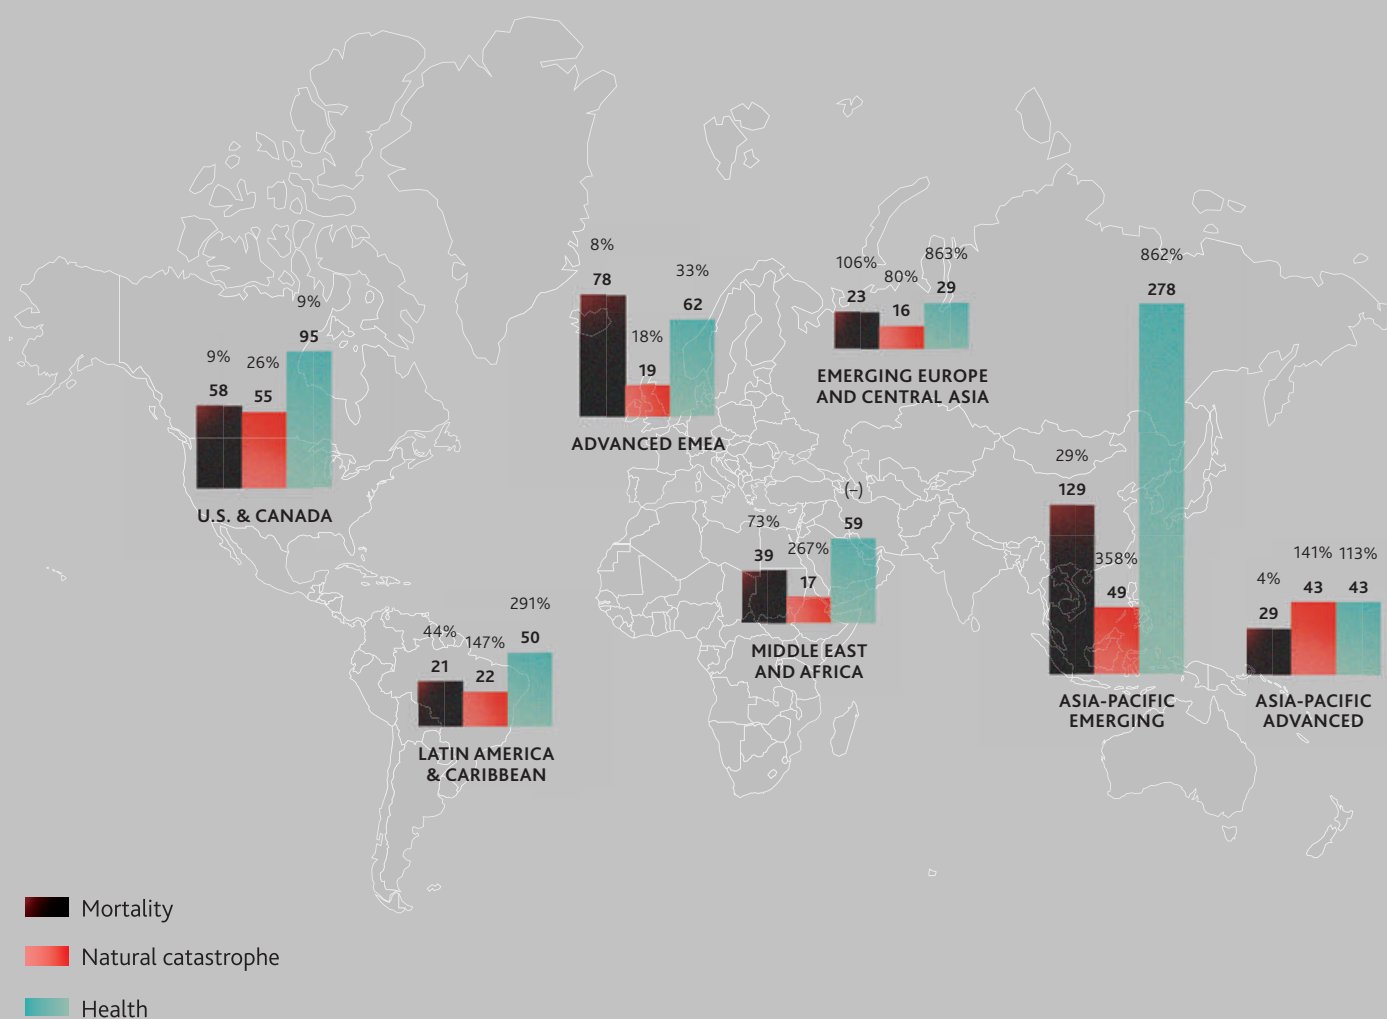 8%
78
33%
62
18%
19
ADVANCED EMEA
106%
23
80%
16
863%
29
EMERGING EUROPE
AND CENTRAL ASIA
862%
278
29%
129
358%
49
ASIA-PACIFIC
EMERGING
9%
58
26%
55
9%
95
U.S. & CANADA
73%
39
267%
17
(–)
59
MIDDLE EAST
AND AFRICA
4%
29
141%
43
113%
43
ASIA-PACIFIC
ADVANCED
44%
21
147%
22
291%
50
LATIN AMERICA
& CARIBBEAN
Mortality
Natural catastrophe
Health